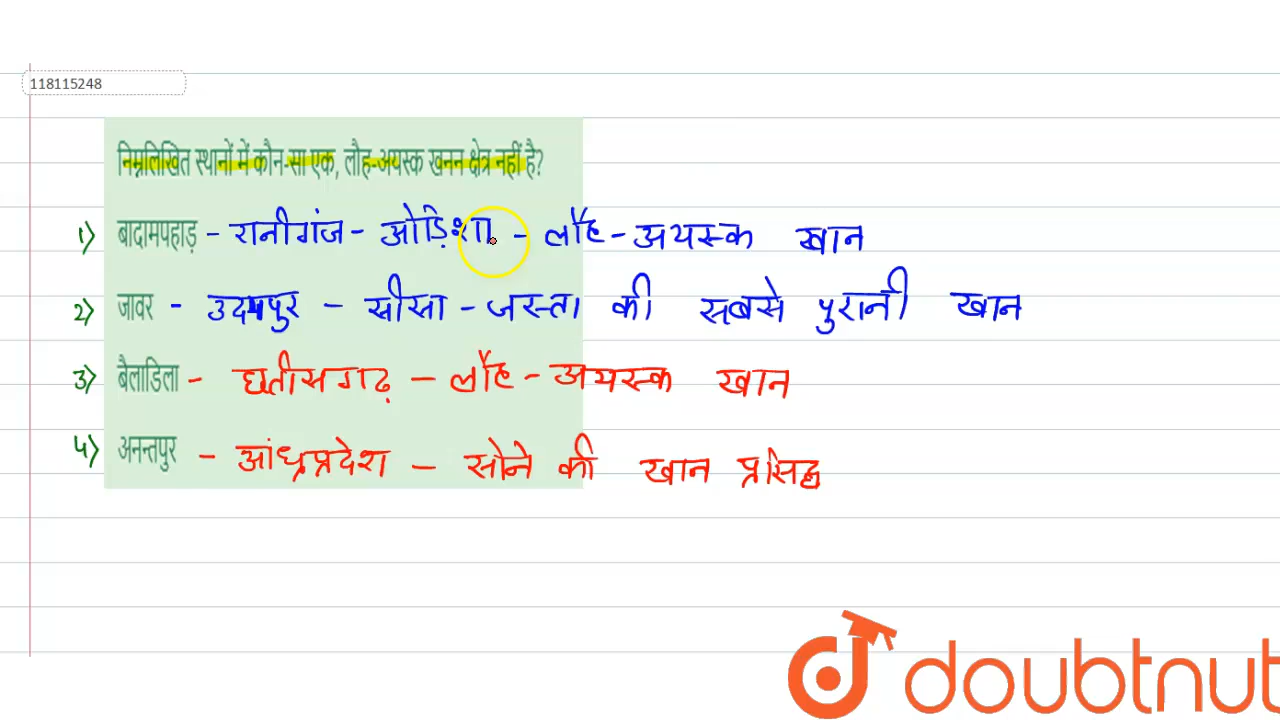 118115248
निम्नलिखित स्थानों में कौन-सा एक, लौह-अयस्क खनन क्षेत्र नहीं है?
1) बादामपहाड़ - रानीगंज - ओड़िशा - लौह - अयस्क खान
2) जावर - उदयपुर - सीसा - जस्ता की सबसे पुरानी खान
3) बैलाडिला - छत्तीसगढ़ - लौह - अयस्क खान
4) अनन्तपुर - आंध्रप्रदेश - सोने की खान प्रसिद्ध
doubtnut